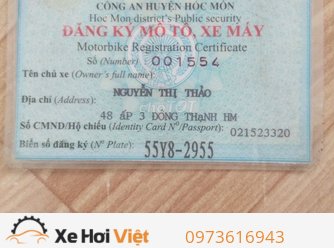 CÔNG AN HUYỆN HÓC MÔN
Hoc Mon district's Public security
ĐĂNG KÝ MÔ TÔ, XE MÁY
Motorbike Registration Certificate
Số (Number) 001554
Tên chủ xe (Owner's full name):
NGUYỄN THỊ THẢO
Địa chỉ (Address):
chợTỐT
48 ấP 3 ĐÔNG THạNH HM
Số CMND/Hộ chiếu (Identity Card Nº/Passport): 021523320
Biển số đăng ký (Nº Plate): 55Y8-2955
Xe Hơi Việt 0973616943